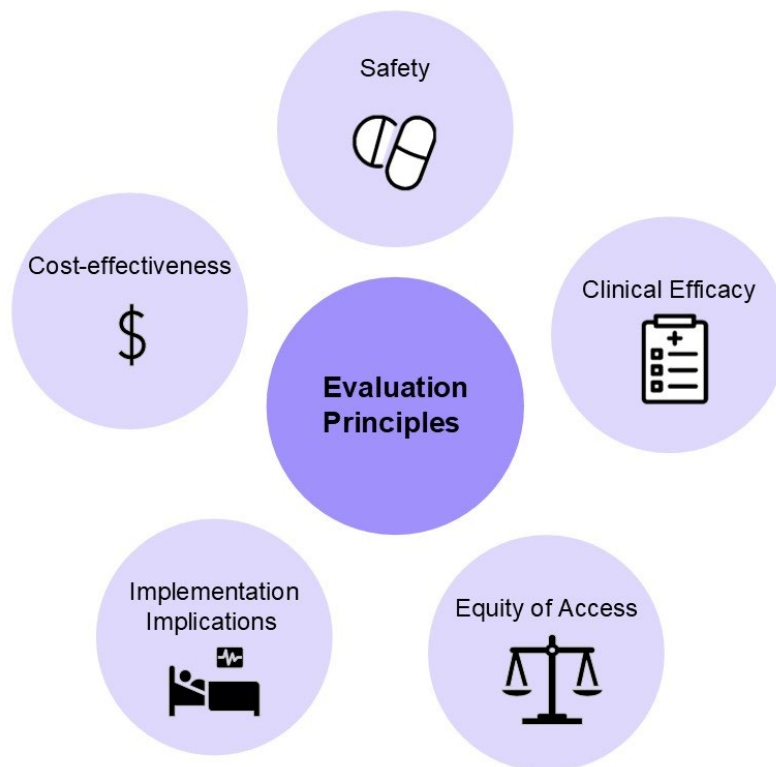 Safety
Cost-effectiveness
$
Clinical Efficacy
Evaluation
Principles
Implementation
Implications
Equity of Access